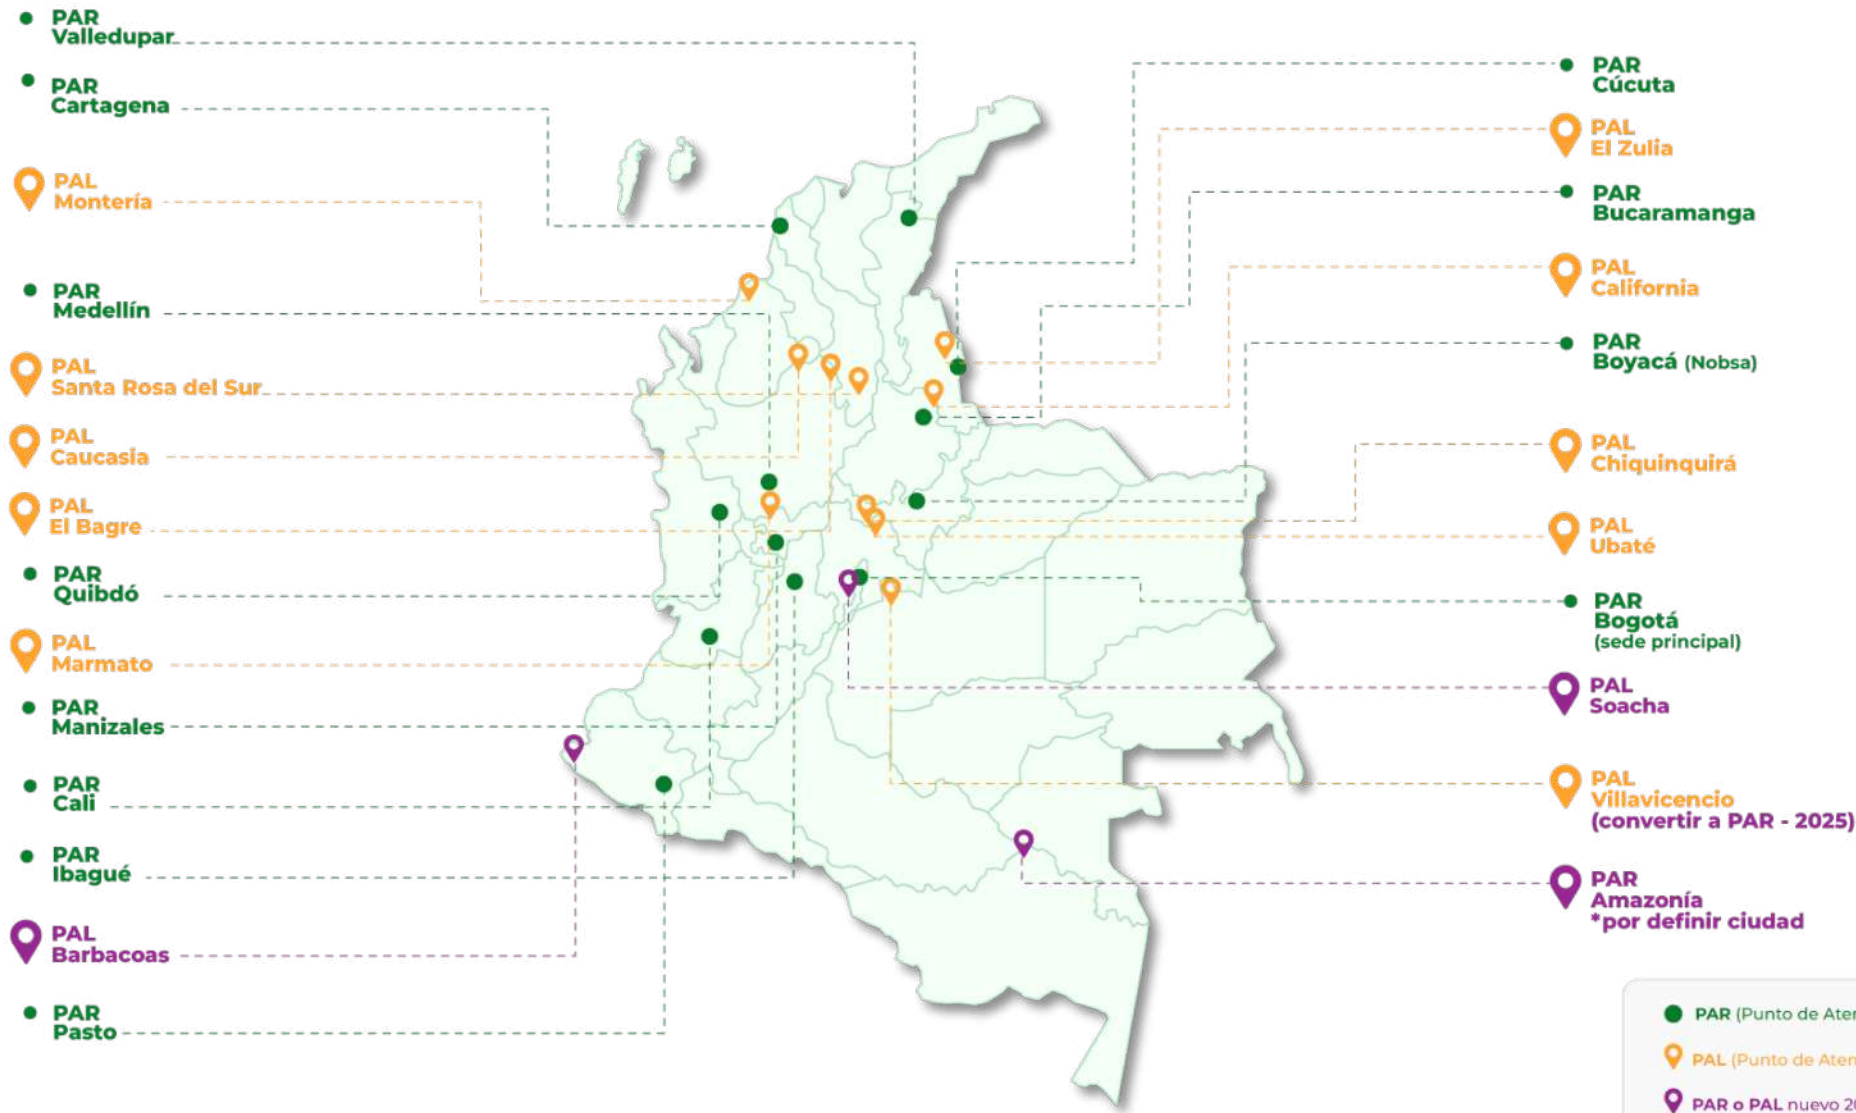 PAR
Valledupar
PAR
Cartagena
PAL
Montería
PAR
Medellín
PAL
Santa Rosa del Sur
PAL
Caucasia
PAL
El Bagre
PAR
Quibdó
PAL
Marmato
PAR
Manizales
PAR
Cali
PAR
Ibagué
PAL
Barbacoas
PAR
Pasto
PAR
Cúcuta
PAL
El Zulia
PAR
Bucaramanga
PAL
California
PAR
Boyacá (Nobsa)
PAL
Chiquinquirá
PAL
Ubaté
PAR
Bogotá
(sede principal)
PAL
Soacha
PAL
Villavicencio
(convertir a PAR - 2025)
PAR
Amazonía
*por definir ciudad
PAR (Punto de
PAL (Punto de
PAR o PAL nuevo